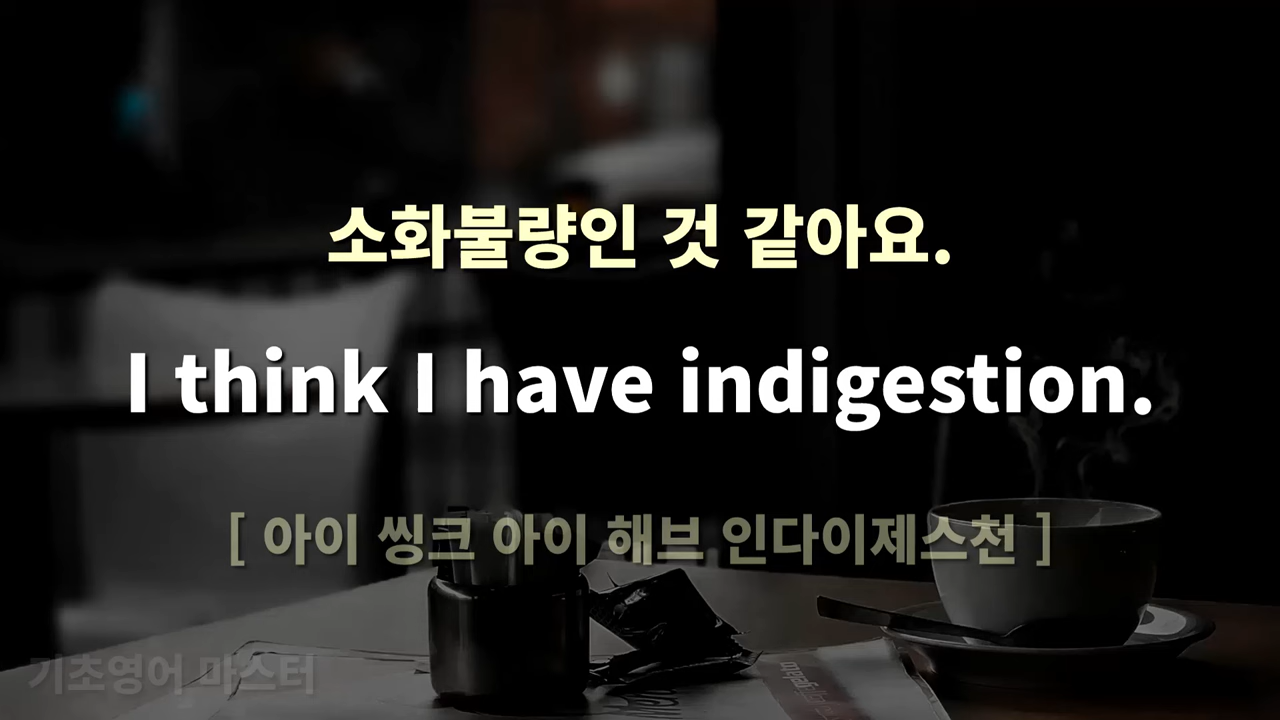 소화불량인 것 같아요.
I think I have indigestion.
[ 아이 씽크 아이 해브 인다이제스천 ]
기초영어 마스터